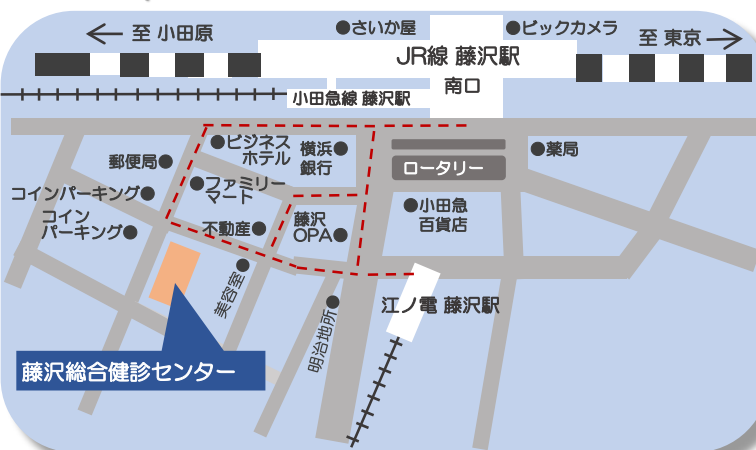 至 小田原
●さいか屋
●ビックカメラ
至 東京
JR線 藤沢駅
南口
小田急線 藤沢駅
●ビジネス
ホテル
横浜●
銀行
郵便局●
●薬局
ロータリー
●ファミリー
マート
コインパーキング●
コイン
パーキング●
不動産●
藤沢
OPA●
●小田急
百貨店
美容室●
明治地所●
江ノ電 藤沢駅
藤沢総合健診センター